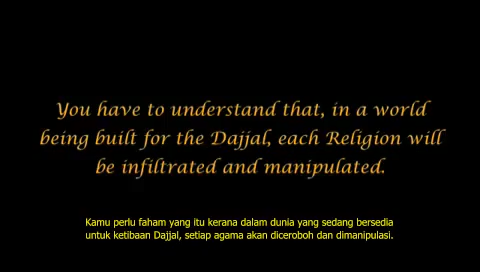 You have to understand that, in a world
being built for the Dajjal, each Religion will
be infiltrated and manipulated.
Kamu perlu faham yang itu kerana dalam dunia yang sedang bersedia
untuk ketibaan Dajjal, setiap agama akan diceroboh dan dimanipulasi.